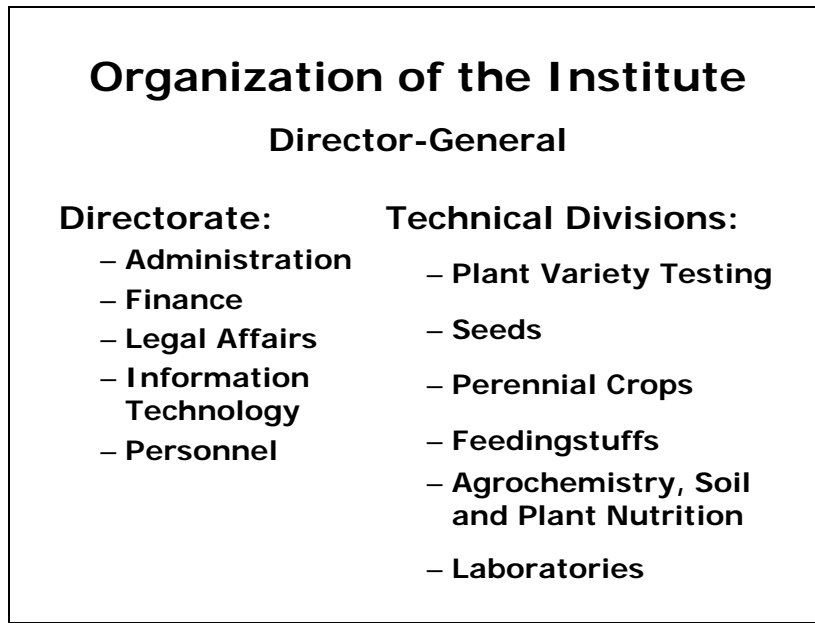 Organization of the Institute
Director-General
Directorate:
– Administration
– Finance
– Legal Affairs
– Information
Technology
– Personnel
Technical Divisions:
– Plant Variety Testing
– Seeds
– Perennial Crops
– Feedingstuffs
– Agrochemistry, Soil
and Plant Nutrition
– Laboratories